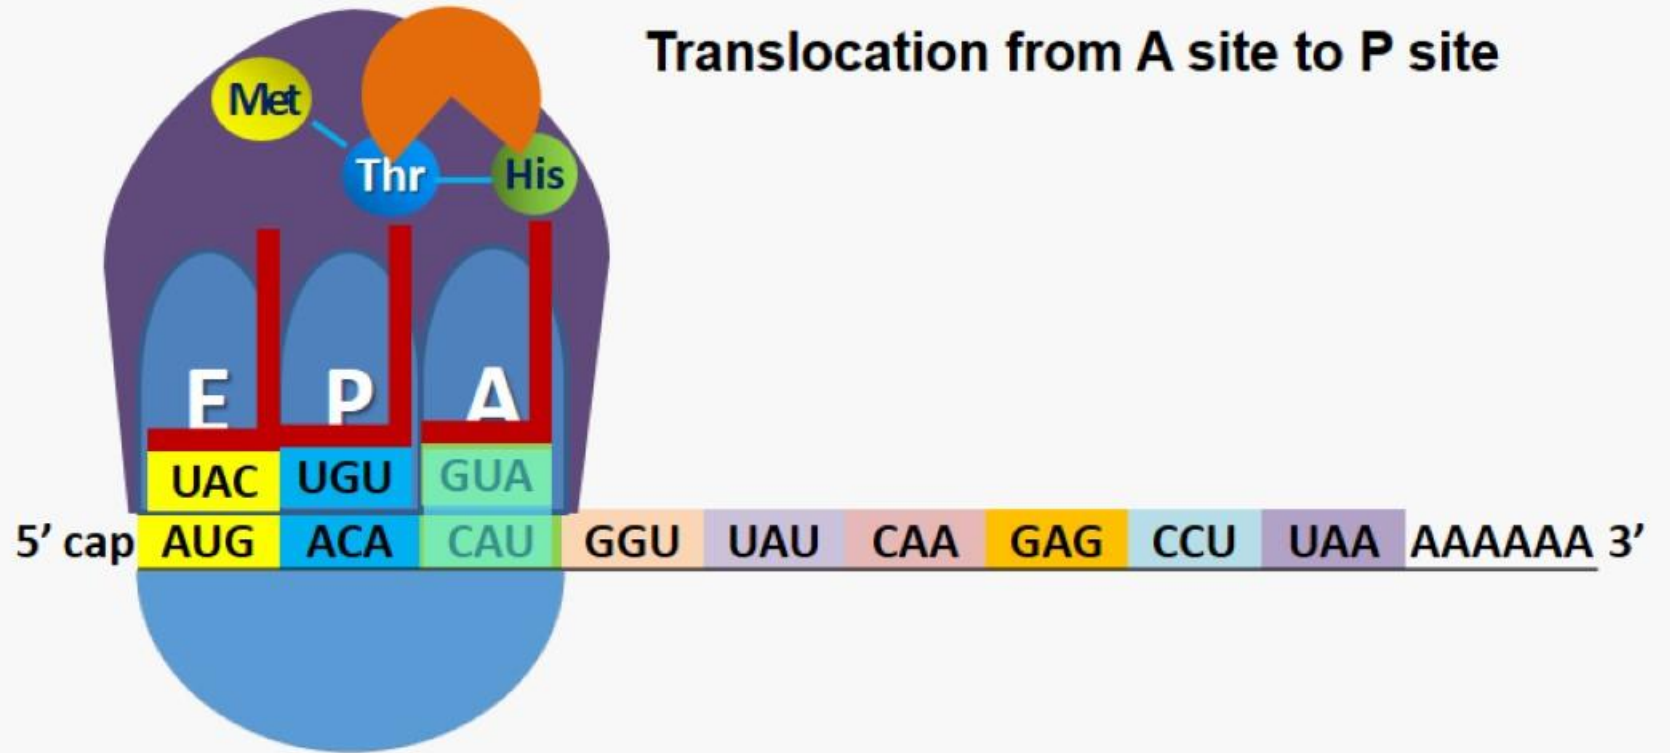 Translocation from A site to P site
Met
Thr
His
E P A
UAC UGU GUA
5' cap AUG ACA CAU GGU UAU CAA GAG CCU UAA AAAAAA 3’